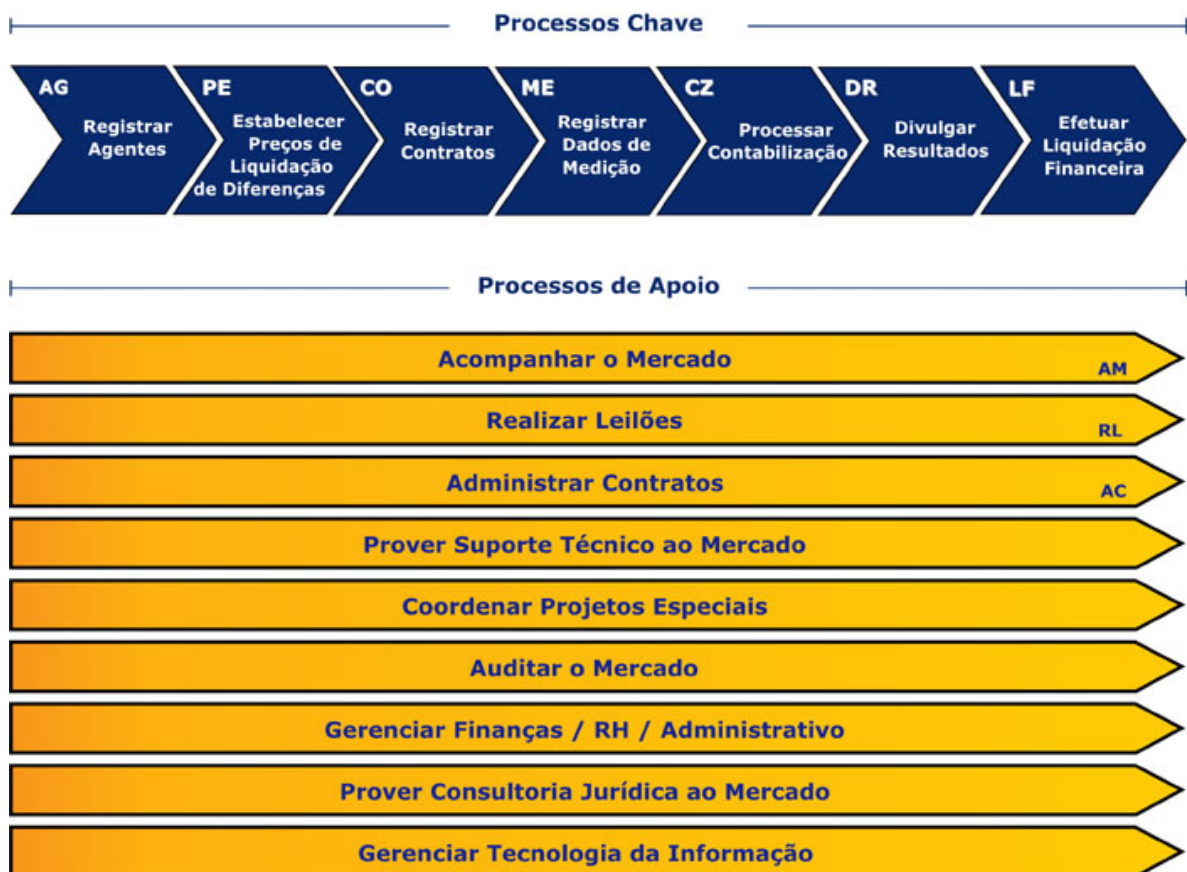 Processos Chave
AG
Registrar
Agentes
PE
Estabelecer
Preços de
Liquidação
de Diferenças
CO
Registrar
Contratos
ME
Registrar
Dados de
Medição
CZ
Processar
Contabilização
DR
Divulgar
Resultados
LF
Efetuar
Liquidação
Financeira
Processos de Apoio
Acompanhar o Mercado
AM
Realizar Leilões
RL
Administrar Contratos
AC
Prover Suporte Técnico ao Mercado
Coordenar Projetos Especiais
Auditar o Mercado
Gerenciar Finanças / RH / Administrativo
Prover Consultoria Jurídica ao Mercado
Gerenciar Tecnologia da Informação